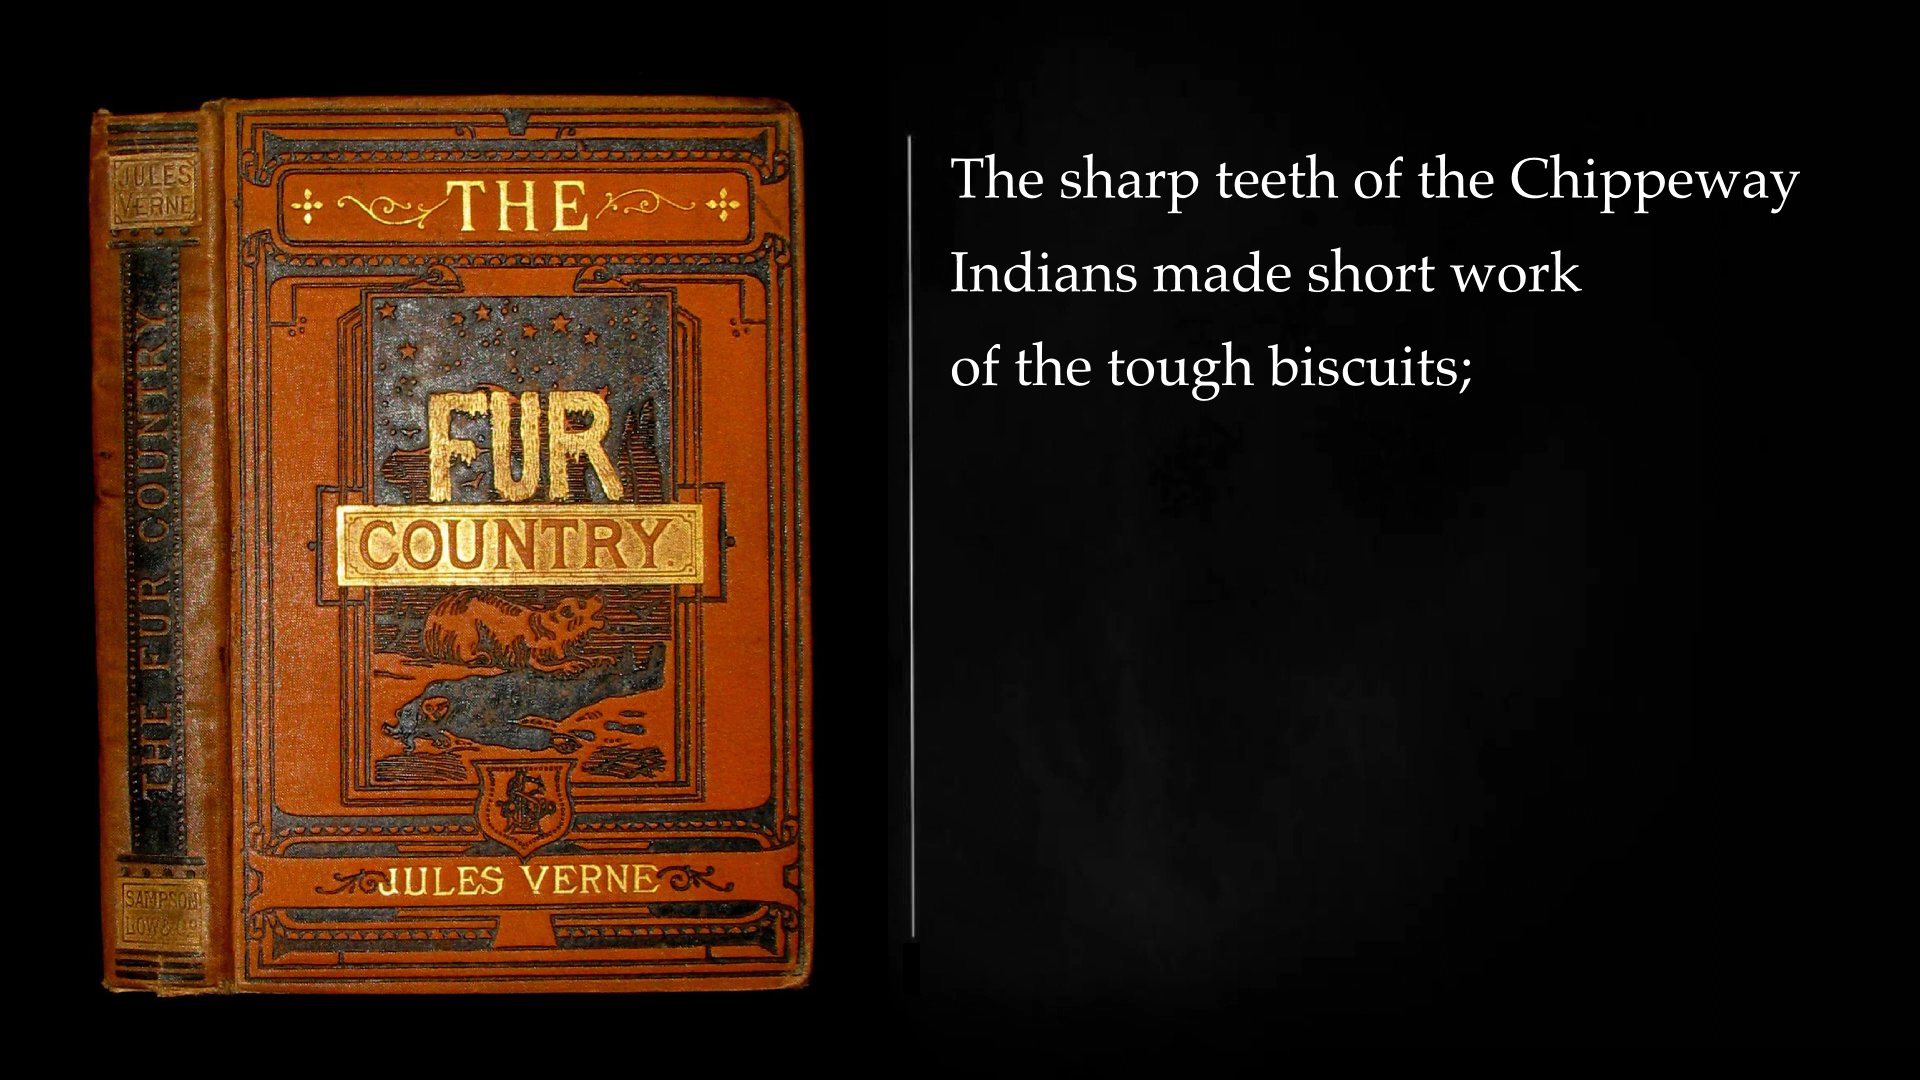 JULES
VERNE
THE FUR COUNTRY.
SAMPSON
LOW & Co
THE
FUR
COUNTRY.
JULES VERNE
The sharp teeth of the Chippeway
Indians made short work
of the tough biscuits;